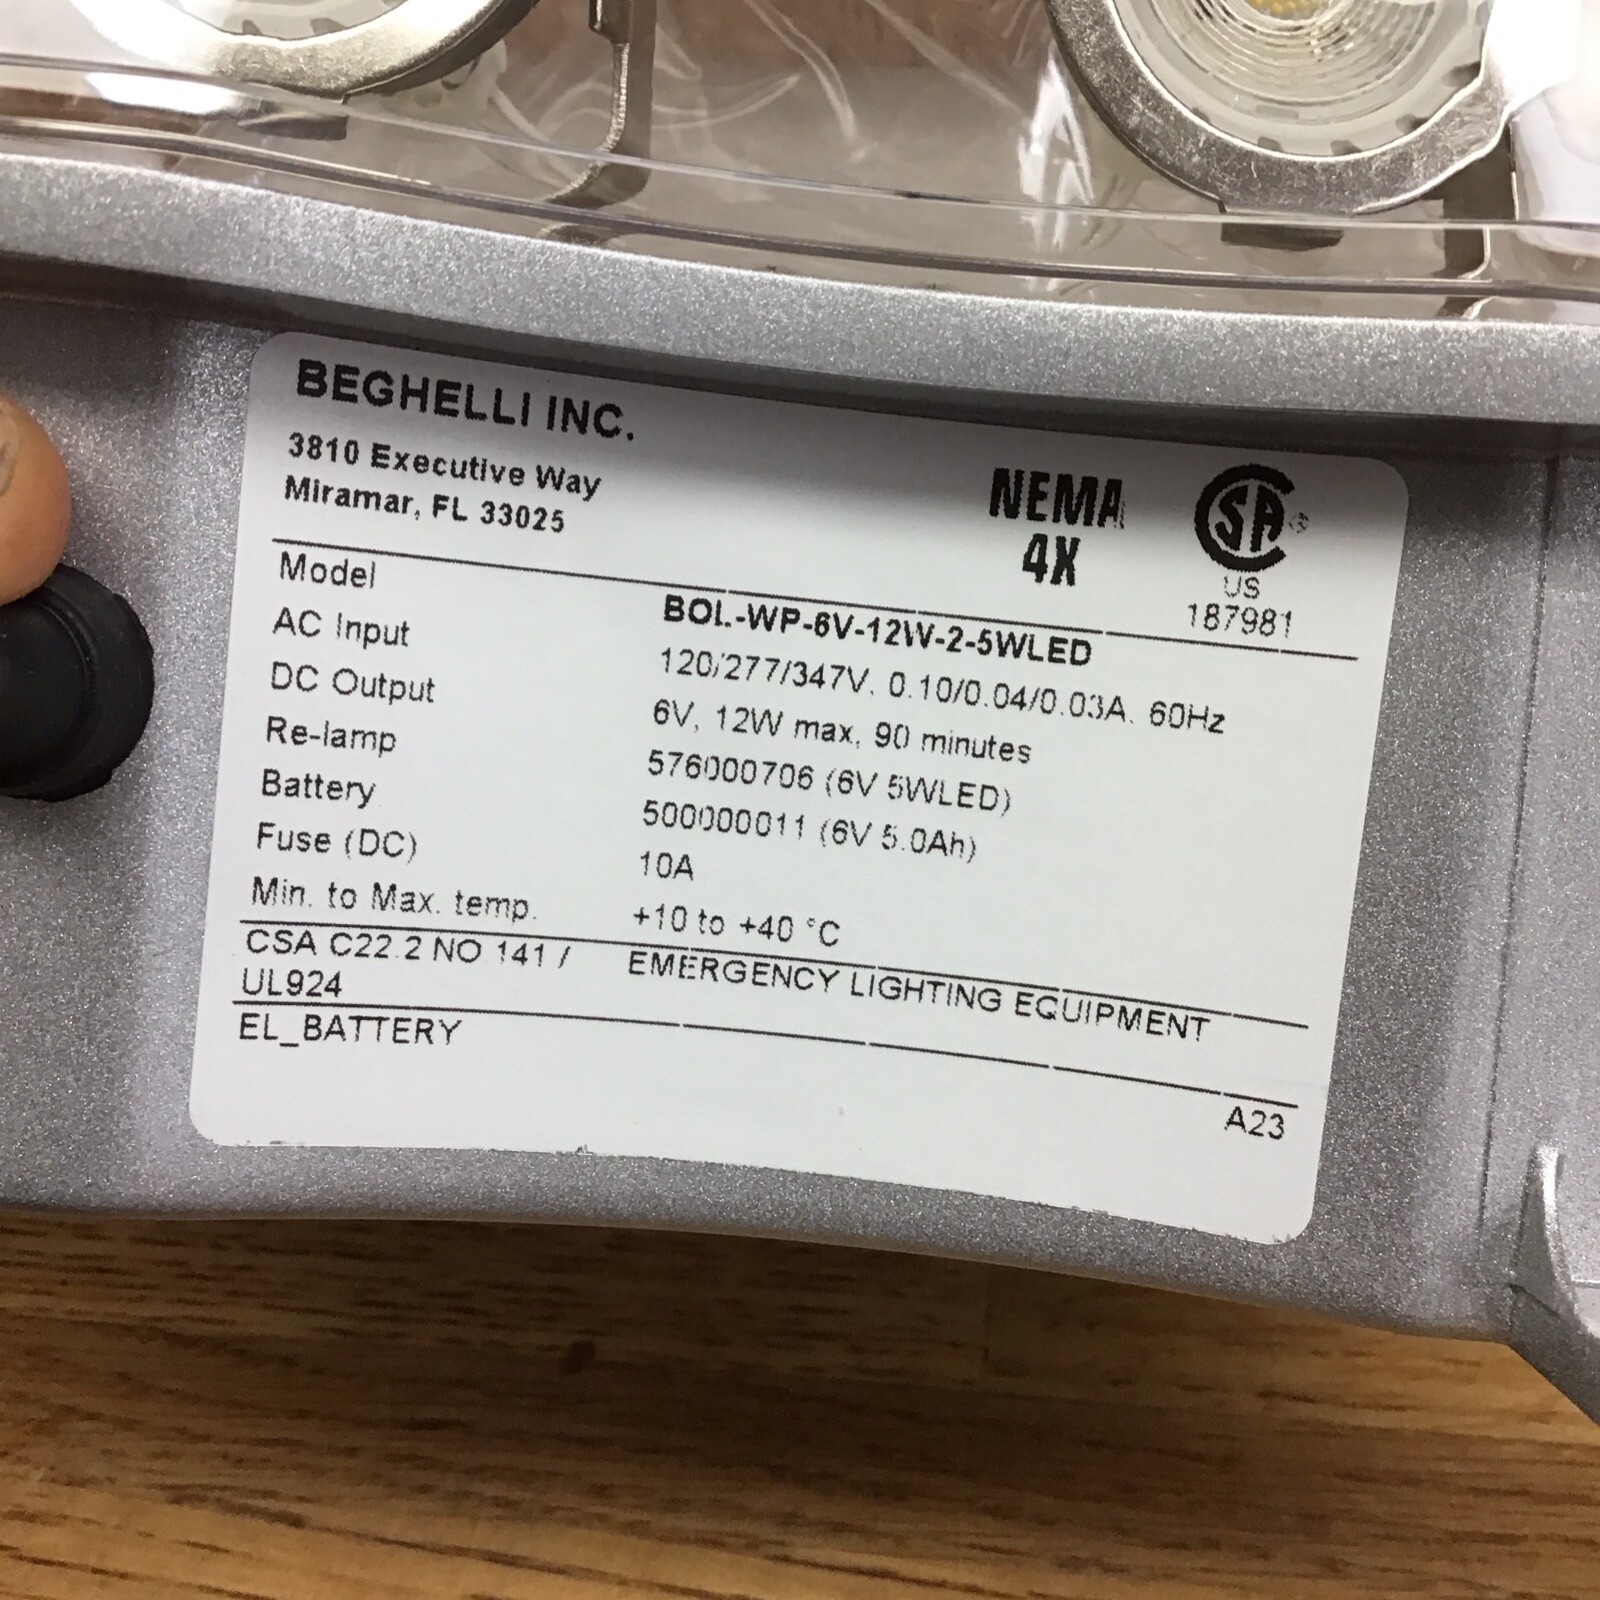 BEGHELLI INC.
3810 Executive Way
Miramar, FL 33025
NEMA
4X
CSA®
US
187981
Model BOL-WP-6V-12W-2-5WLED
AC Input 120/277/347V, 0.10/0.04/0.03A, 60Hz
DC Output 6V, 12W max, 90 minutes
Re-lamp 576000706 (6V 5WLED)
Battery 500000011 (6V 5.0Ah)
Fuse (DC) 10A
Min. to Max. temp. +10 to +40 °C
CSA C22.2 NO 141 / EMERGENCY LIGHTING EQUIPMENT
UL924
EL_BATTERY
A23